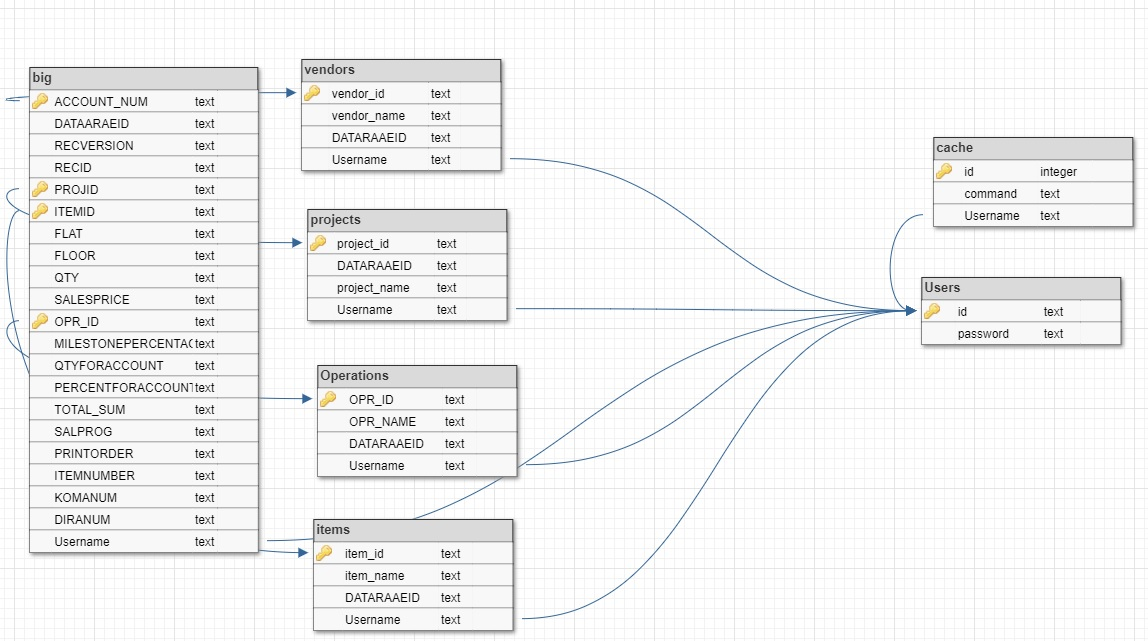 big
ACCOUNT_NUM text
DATAARAEID text
RECVERSION text
RECID text
PROJID text
ITEMID text
FLAT text
FLOOR text
QTY text
SALESPRICE text
OPR_ID text
MILESTONEPERCENTAG text
QTYFORACCOUNT text
PERCENTFORACCOUNT text
TOTAL_SUM text
SALPROG text
PRINTORDER text
ITEMNUMBER text
KOMANUM text
DIRANUM text
Username text
vendors
vendor_id text
vendor_name text
DATARAAEID text
Username text
projects
project_id text
DATARAAEID text
project_name text
Username text
Operations
OPR_ID text
OPR_NAME text
DATARAAEID text
Username text
items
item_id text
item_name text
DATARAAEID text
Username text
cache
id integer
command text
Username text
Users
id text
password text